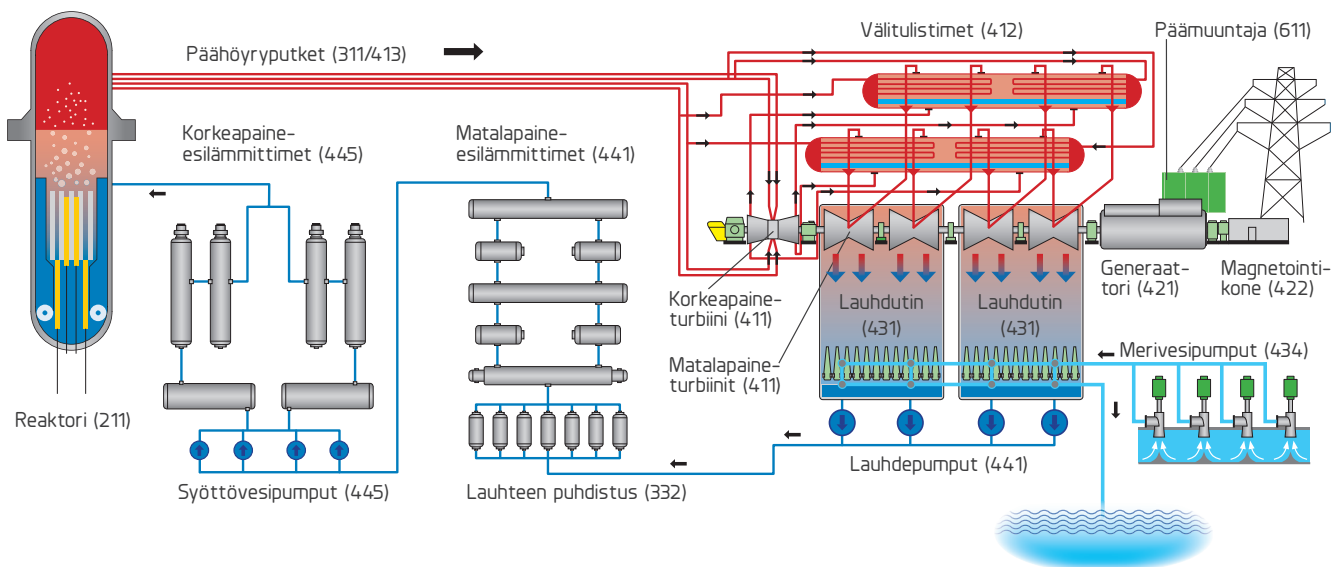 Päähöyryputket (311/413)
Välitulistimet (412)
Päämuuntaja (611)
Korkeapaine-
esilämmittimet (445)
Matalapaine-
esilämmittimet (441)
Korkeapaine-
turbiini (411)
Matalapaine-
turbiinit (411)
Lauhdutin
(431)
Lauhdutin
(431)
Generaat-
tori (421)
Magnetointi-
kone (422)
Merivesipumput (434)
Reaktori (211)
Syöttövesipumput (445)
Lauhteen puhdistus (332)
Lauhdepumput (441)